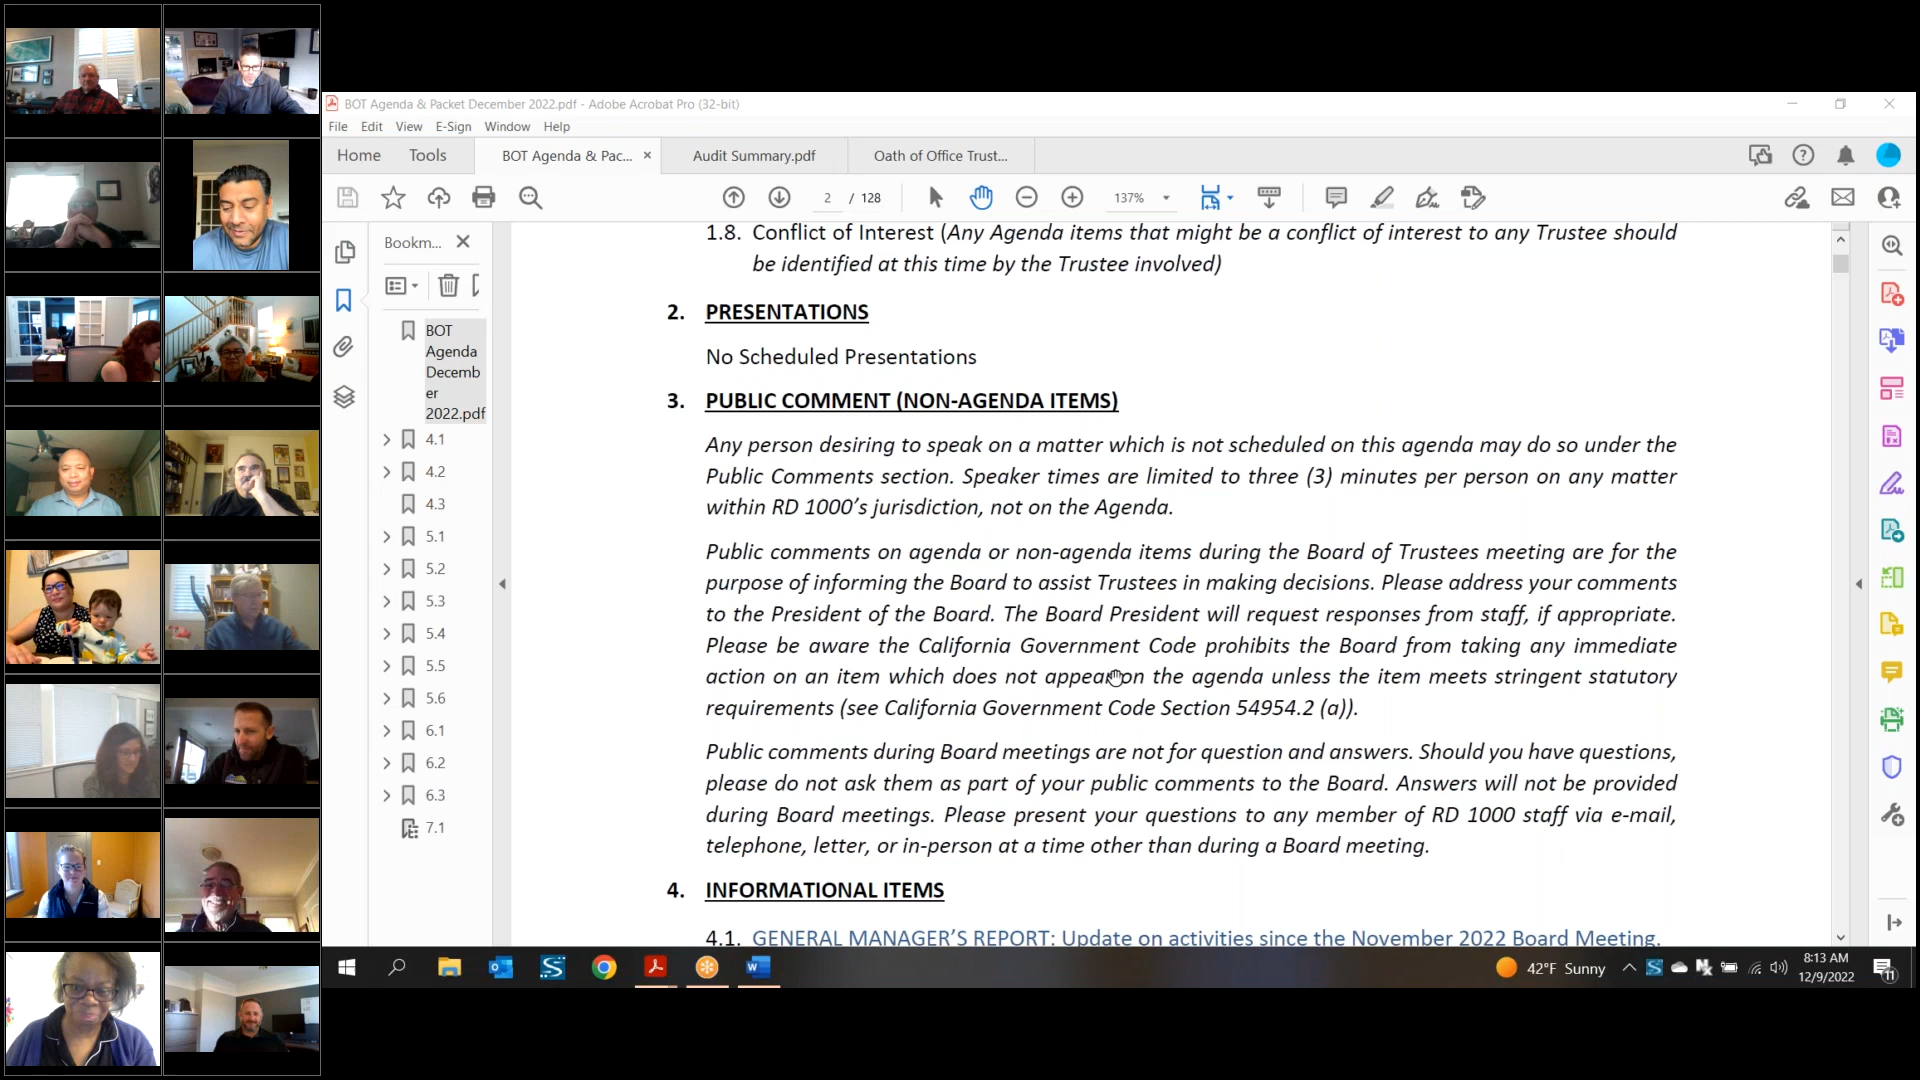 BOT Agenda & Packet December 2022.pdf - Adobe Acrobat Pro (32-bit)
File Edit View E-Sign Window Help
Home Tools BOT Agenda & Pac... × Audit Summary.pdf Oath of Office Trust...
2 / 128 137%
Bookm...
BOT
Agenda
Decemb
er
2022.pdf
4.1
4.2
4.3
5.1
5.2
5.3
5.4
5.5
5.6
6.1
6.2
6.3
7.1
1.8. Conflict of Interest (Any Agenda items that might be a conflict of interest to any Trustee should
be identified at this time by the Trustee involved)
2. PRESENTATIONS
No Scheduled Presentations
3. PUBLIC COMMENT (NON-AGENDA ITEMS)
Any person desiring to speak on a matter which is not scheduled on this agenda may do so under the
Public Comments section. Speaker times are limited to three (3) minutes per person on any matter
within RD 1000’s jurisdiction, not on the Agenda.
Public comments on agenda or non-agenda items during the Board of Trustees meeting are for the
purpose of informing the Board to assist Trustees in making decisions. Please address your comments
to the President of the Board. The Board President will request responses from staff, if appropriate.
Please be aware the California Government Code prohibits the Board from taking any immediate
action on an item which does not appear on the agenda unless the item meets stringent statutory
requirements (see California Government Code Section 54954.2 (a)).
Public comments during Board meetings are not for question and answers. Should you have questions,
please do not ask them as part of your public comments to the Board. Answers will not be provided
during Board meetings. Please present your questions to any member of RD 1000 staff via e-mail,
telephone, letter, or in-person at a time other than during a Board meeting.
4. INFORMATIONAL ITEMS
4.1. GENERAL MANAGER’S REPORT: Update on activities since the November 2022 Board Meeting.
42°F Sunny
8:13 AM
12/9/2022
11